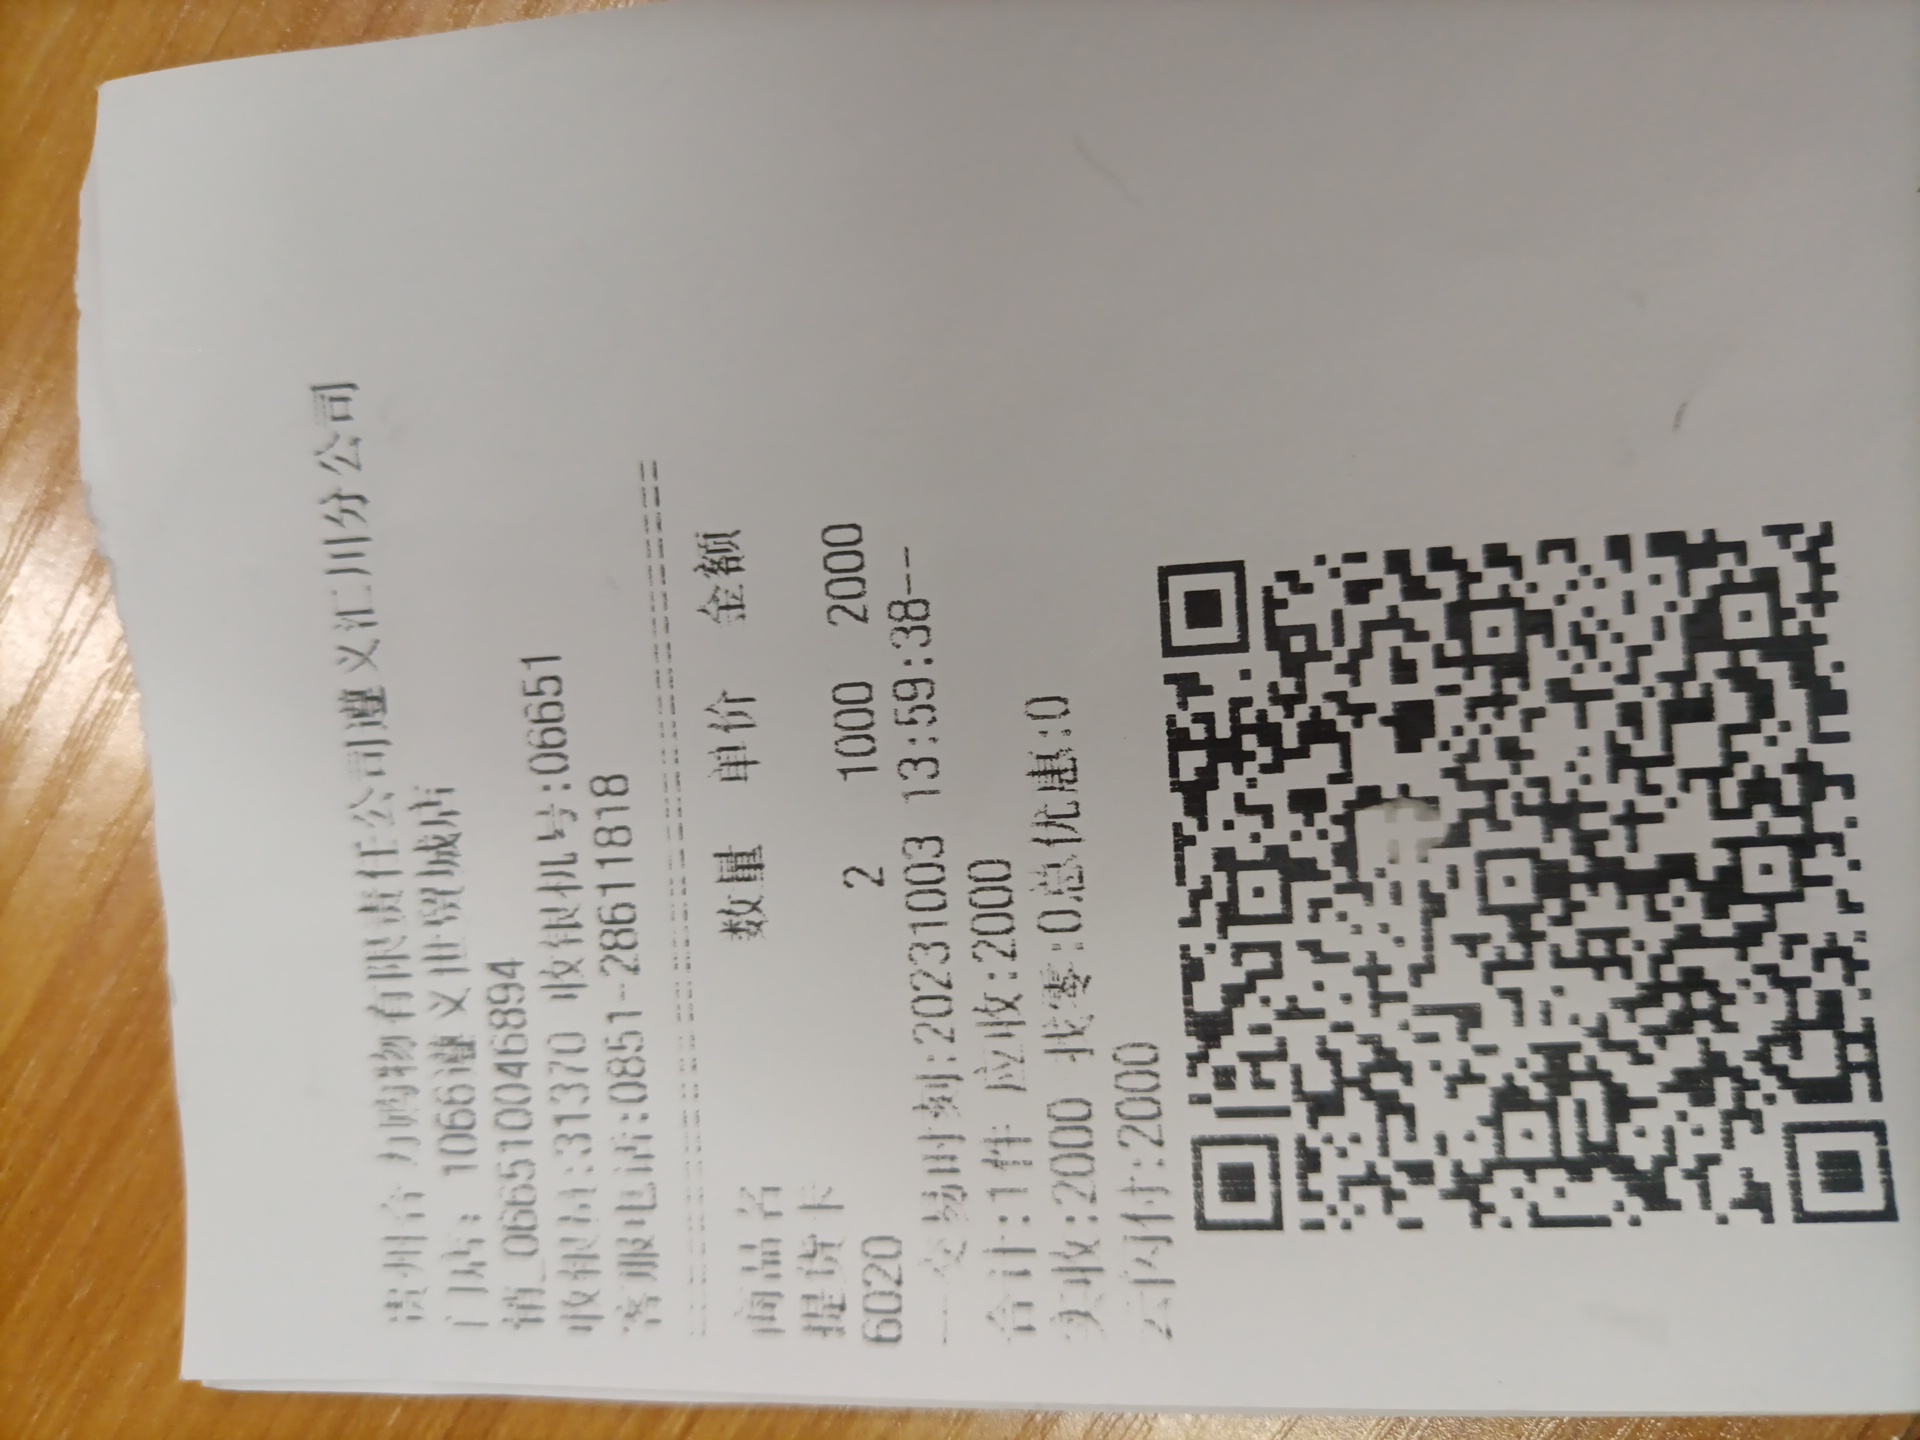 贵州合力购物有限责任公司遵义汇川分公司
门店: 1066遵义世贸城店
销_066510046894
收银员:31370 收银机号:06651
客服电话:0851-28611818
================================
商品名 数量 单价 金额
提货卡
6020 2 1000 2000
--交易时刻:20231003 13:59:38--
合计:1件 应收:2000
实收:2000 找零:0总优惠:0
云闪付:2000